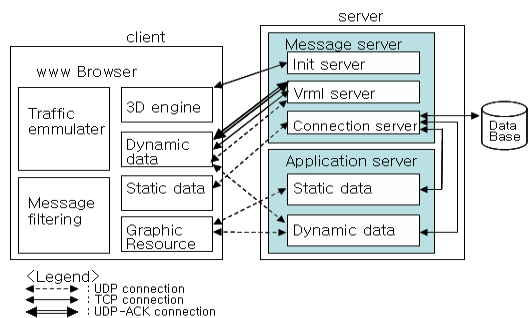 client
server
www Browser
Traffic
emmulater
Message
filtering
3D engine
Dynamic
data
Static data
Graphic
Resource
Message server
Init server
Vrml server
Connection server
Application server
Static data
Dynamic data
Data
Base
<Legend>
: UDP connection
: TCP connection
: UDP-ACK connection